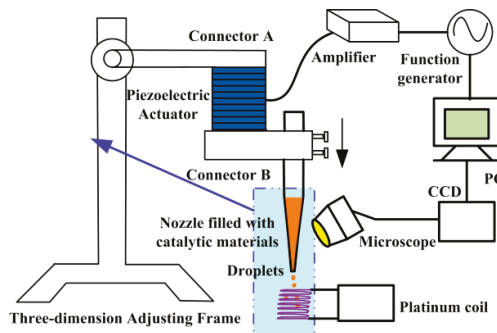 Connector A
Amplifier
Function
generator
Piezoelectric
Actuator
Connector B
PC
CCD
Nozzle filled with
catalytic materials
Microscope
Droplets
Platinum coil
Three-dimension Adjusting Frame